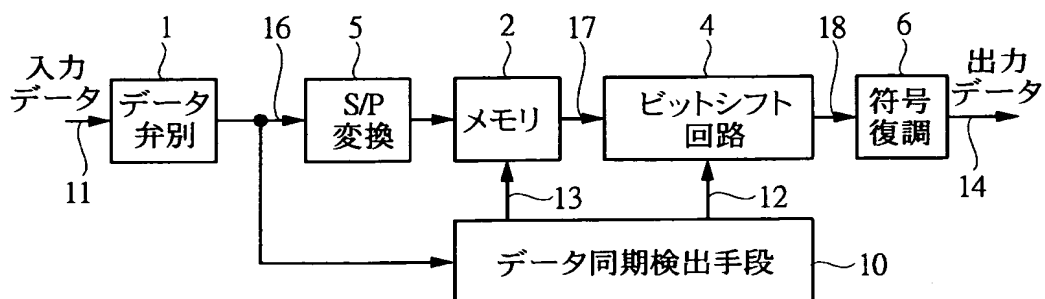 1
16
5
2
17
4
18
6
入力
データ
データ
弁別
S/P
変換
メモリ
ビットシフト
回路
符号
復調
出力
データ
11
13
12
14
データ同期検出手段
10